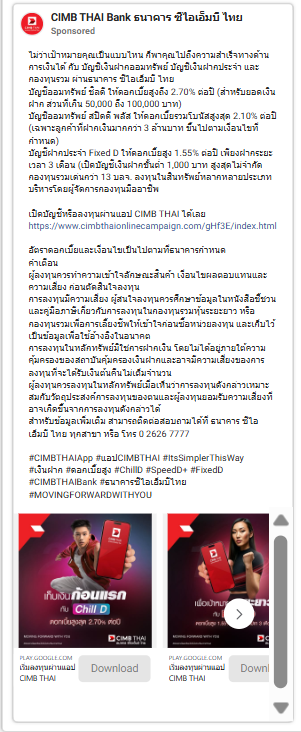 CIMB THAI Bank ธนาคาร ซีไอเอ็มบี ไทย
Sponsored
ไม่ว่าเป้าหมายคุณเป็นแบบไหน ก็พาคุณไปถึงความสำเร็จทางด้าน
การเงินได้ กับ บัญชีเงินฝากออมทรัพย์ บัญชีเงินฝากประจำ และ
กองทุนรวม ผ่านธนาคาร ซีไอเอ็มบี ไทย
บัญชีออมทรัพย์ ชิลดี ให้ดอกเบี้ยสูงถึง 2.70% ต่อปี (สำหรับยอดเงิน
ฝาก ส่วนที่เกิน 50,000 ถึง 100,000 บาท)
บัญชีออมทรัพย์ สปีดดี พลัส ให้ดอกเบี้ยรวมโบนัสสูงสุด 2.10% ต่อปี
(เฉพาะลูกค้าที่ฝากเงินมากกว่า 3 ล้านบาท ขึ้นไปตามเงื่อนไขที่
กำหนด)
บัญชีฝากประจำ Fixed D ให้ดอกเบี้ยสูง 1.55% ต่อปี เพียงฝากระยะ
เวลา 3 เดือน (เปิดบัญชีเงินฝากขั้นต่ำ 1,000 บาท สูงสุดไม่จำกัด
กองทุนรวมเด่นกว่า 13 บลจ. ลงทุนในสินทรัพย์หลากหลายประเภท
บริหารโดยผู้จัดการกองทุนมืออาชีพ
เปิดบัญชีหรือลงทุนผ่านแอป CIMB THAI ได้เลย
https://www.cimbthaionlinecampaign.com/gHf3E/index.html
อัตราดอกเบี้ยและเงื่อนไขเป็นไปตามที่ธนาคารกำหนด
คำเตือน
ผู้ลงทุนควรทำความเข้าใจลักษณะสินค้า เงื่อนไขผลตอบแทนและ
ความเสี่ยง ก่อนตัดสินใจลงทุน
การลงทุนมีความเสี่ยง ผู้สนใจลงทุนควรศึกษาข้อมูลในหนังสือชี้ชวน
และคู่มือภาษีเกี่ยวกับการลงทุนในกองทุนรวมหุ้นระยะยาว หรือ
กองทุนรวมเพื่อการเลี้ยงชีพให้เข้าใจก่อนซื้อหน่วยลงทุน และเก็บไว้
เป็นข้อมูลเพื่อใช้อ้างอิงในอนาคต
การลงทุนในหลักทรัพย์มิใช่การฝากเงิน โดยไม่ได้อยู่ภายใต้ความ
คุ้มครองของสถาบันคุ้มครองเงินฝากและอาจมีความเสี่ยงของการ
ลงทุนที่จะได้รับเงินต้นคืนไม่เต็มจำนวน
ผู้ลงทุนควรลงทุนในหลักทรัพย์เมื่อเห็นว่าการลงทุนดังกล่าวเหมาะ
สมกับวัตถุประสงค์การลงทุนของตนและผู้ลงทุนยอมรับความเสี่ยงที่
อาจเกิดขึ้นจากการลงทุนดังกล่าวได้
สำหรับข้อมูลเพิ่มเติม สามารถติดต่อสอบถามได้ที่ ธนาคาร ซีไอ
เอ็มบี ไทย ทุกสาขา หรือ โทร 0 2626 7777
#CIMBTHAIApp #แอปCIMBTHAI #ItsSimplerThisWay
#เงินฝาก #ดอกเบี้ยสูง #ChillD #SpeedD+ #FixedD
#CIMBTHAIBank #ธนาคารซีไอเอ็มบีไทย
#MOVINGFORWARDWITHYOU
เก็บเงินก้อนแรก
กับ Chill D
ดอกเบี้ยสูงสุด 2.70% ต่อปี
CIMB THAI
PLAY.GOOGLE.COM
เริ่มลงทุนผ่านแอป
CIMB THAI
Download
PLAY.GOOGLE.COM
เริ่มลงทุนผ่านแอป
CIMB THAI